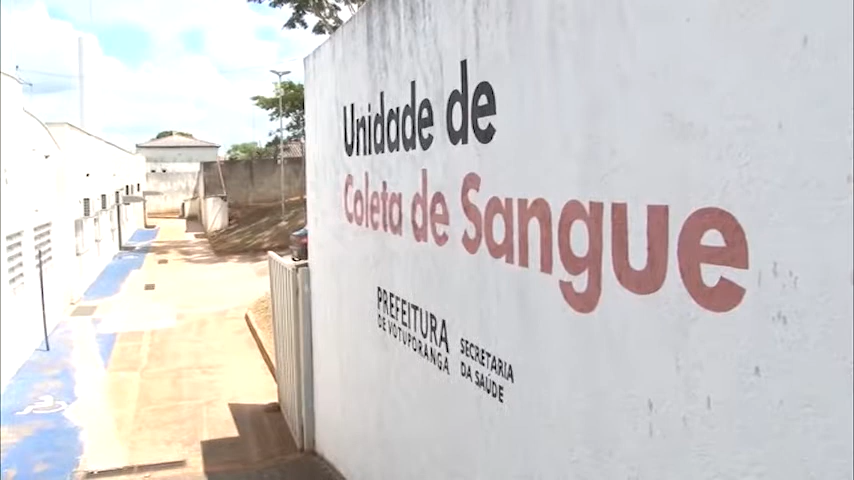 Unidade de
Coleta de Sangue
PREFEITURA
DE VOTUPORANGA
SECRETARIA
DA SAÚDE